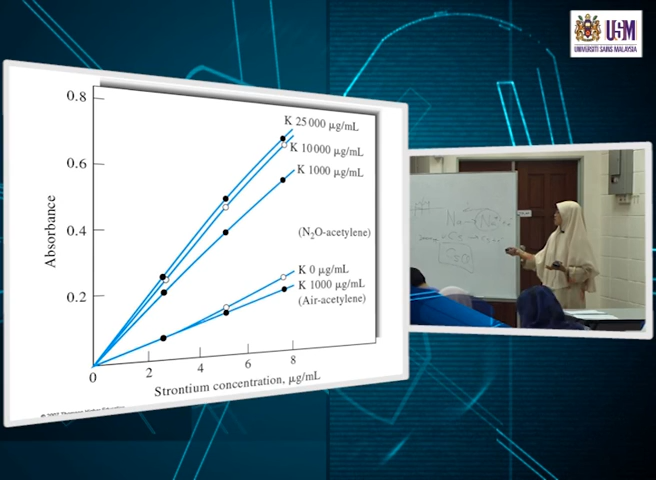 USM
UNIVERSITI SAINS MALAYSIA
0.8
0.6
0.4
0.2
0
2
4
6
8
Absorbance
Strontium concentration, µg/mL
K 25 000 µg/mL
K 10 000 µg/mL
K 1000 µg/mL
(N₂O-acetylene)
K 0 µg/mL
K 1000 µg/mL
(Air-acetylene)